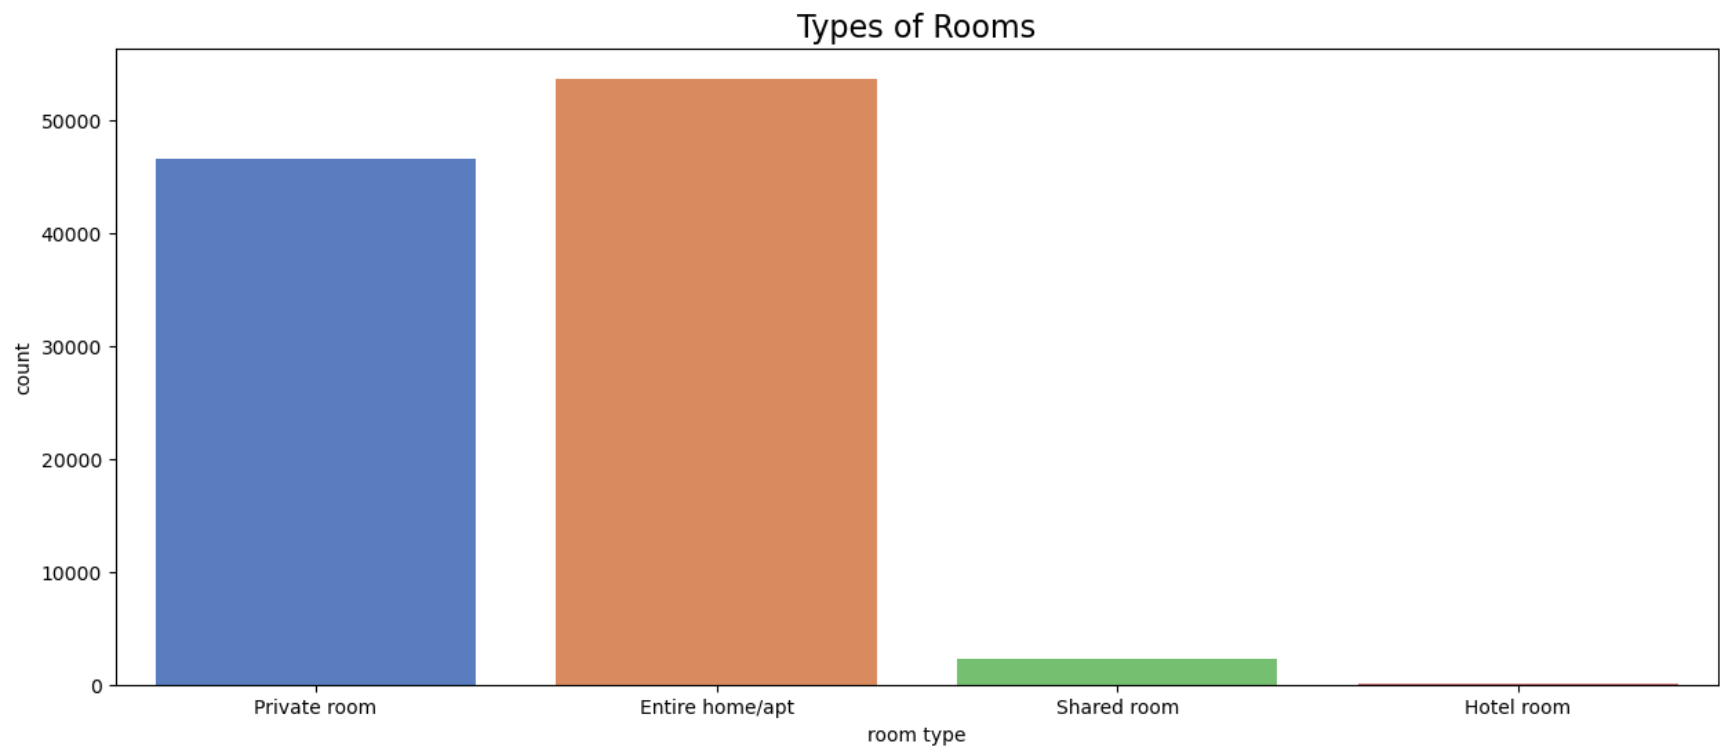 Types of Rooms
count
50000
40000
30000
20000
10000
0
Private room
Entire home/apt
Shared room
Hotel room
room type